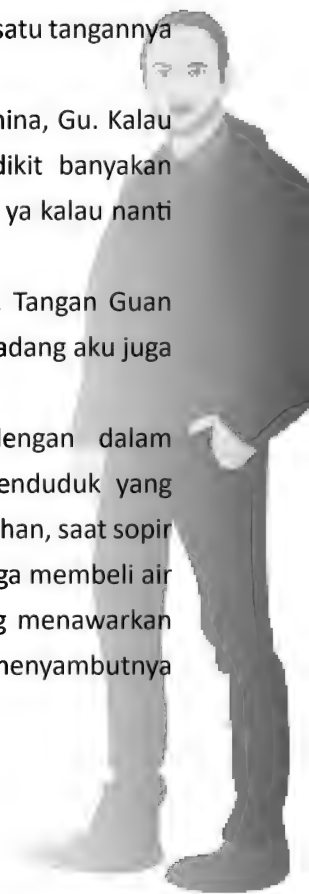 satu tangannya
hina, Gu. Kalau
dikit banyakan
ya kalau nanti
Tangan Guan
adang aku juga
dengan dalam
enduduk yang
han, saat sopir
ga membeli air
g menawarkan
menyambutnya